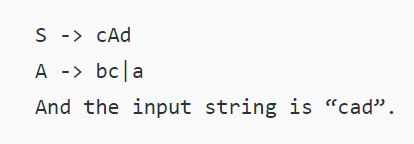 S -> cAd
A -> bc|a
And the input string is “cad”.